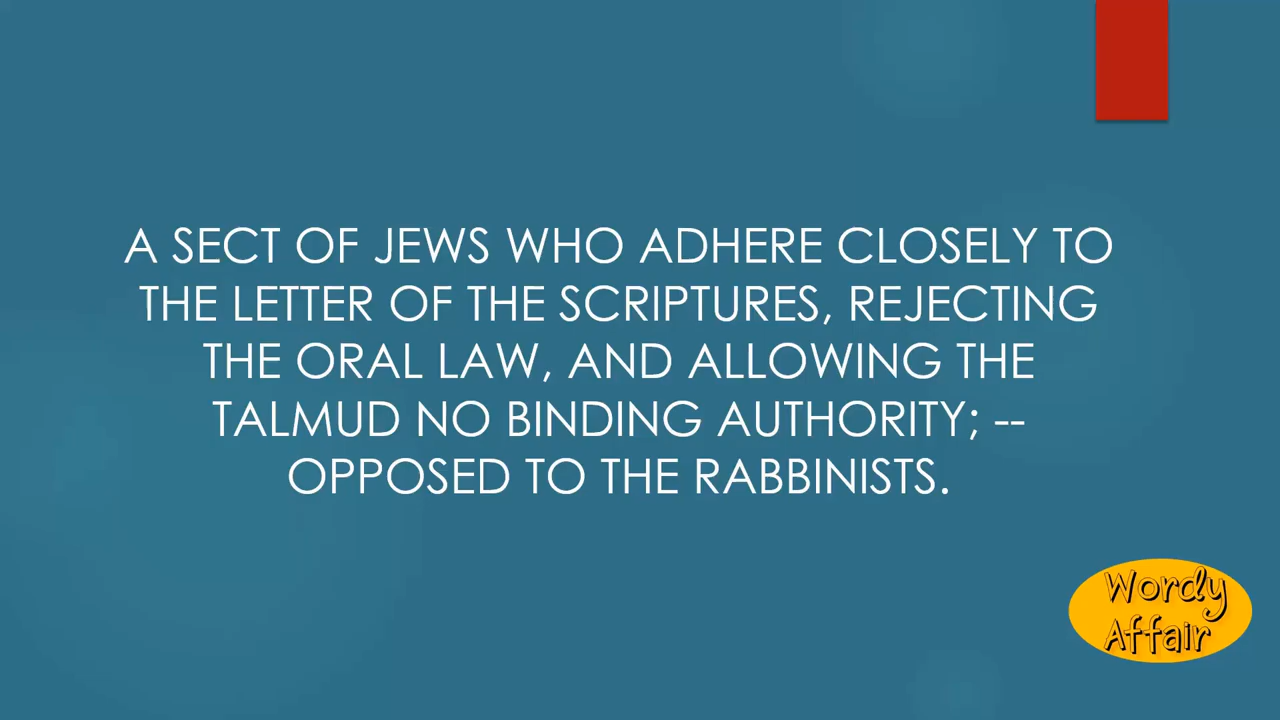 A SECT OF JEWS WHO ADHERE CLOSELY TO
THE LETTER OF THE SCRIPTURES, REJECTING
THE ORAL LAW, AND ALLOWING THE
TALMUD NO BINDING AUTHORITY; --
OPPOSED TO THE RABBINISTS.
Wordy
Affair